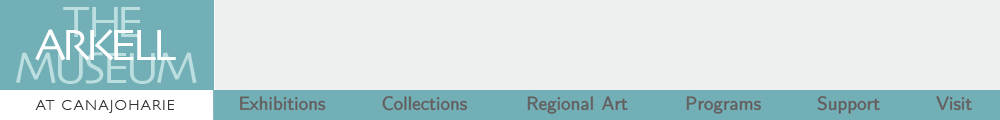 THE
ARKELL
MUSEUM
AT CANAJOHARIE
Exhibitions Collections Regional Art Programs Support Visit